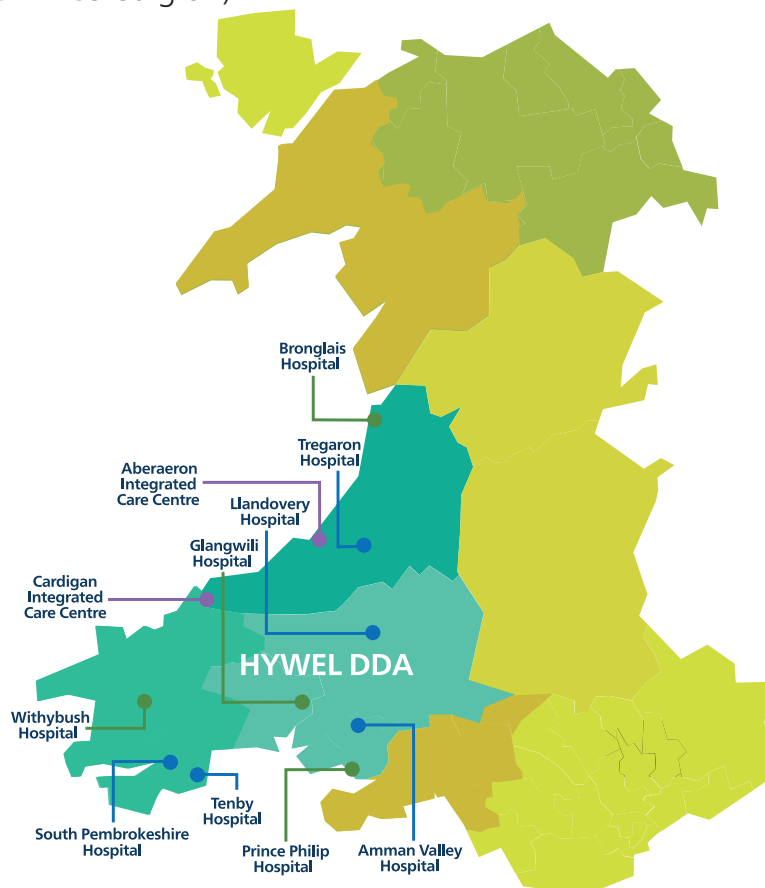 Bronglais
Hospital
Tregaron
Hospital
Aberaeron
Integrated
Care Centre
Llandovery
Hospital
Glangwili
Hospital
Cardigan
Integrated
Care Centre
HYWEL DDA
Withybush
Hospital
Tenby
Hospital
South Pembrokeshire
Hospital
Prince Philip
Hospital
Amman Valley
Hospital